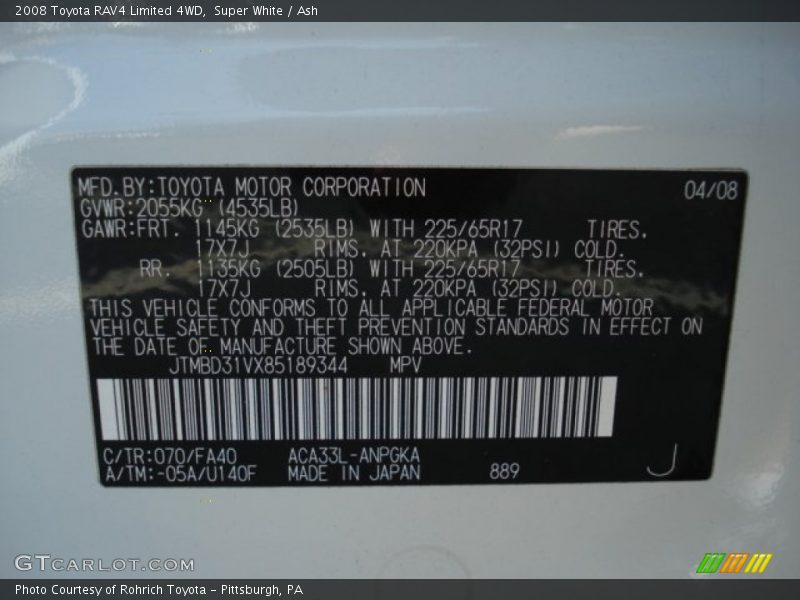 2008 Toyota RAV4 Limited 4WD, Super White / Ash
MFD.BY:TOYOTA MOTOR CORPORATION 04/08
GVWR:2055KG (4535LB)
GAWR:FRT. 1145KG (2535LB) WITH 225/65R17 TIRES.
17X7J RIMS. AT 220KPA (32PSI) COLD.
RR. 1135KG (2505LB) WITH 225/65R17 TIRES.
17X7J RIMS. AT 220KPA (32PSI) COLD.
THIS VEHICLE CONFORMS TO ALL APPLICABLE FEDERAL MOTOR
VEHICLE SAFETY AND THEFT PREVENTION STANDARDS IN EFFECT ON
THE DATE OF MANUFACTURE SHOWN ABOVE.
JTMBD31VX85189344 MPV
C/TR:070/FA40 ACA33L-ANPGKA
A/TM:-05A/U140F MADE IN JAPAN 889 J
GTCARLOT.COM
Photo Courtesy of Rohrich Toyota - Pittsburgh, PA